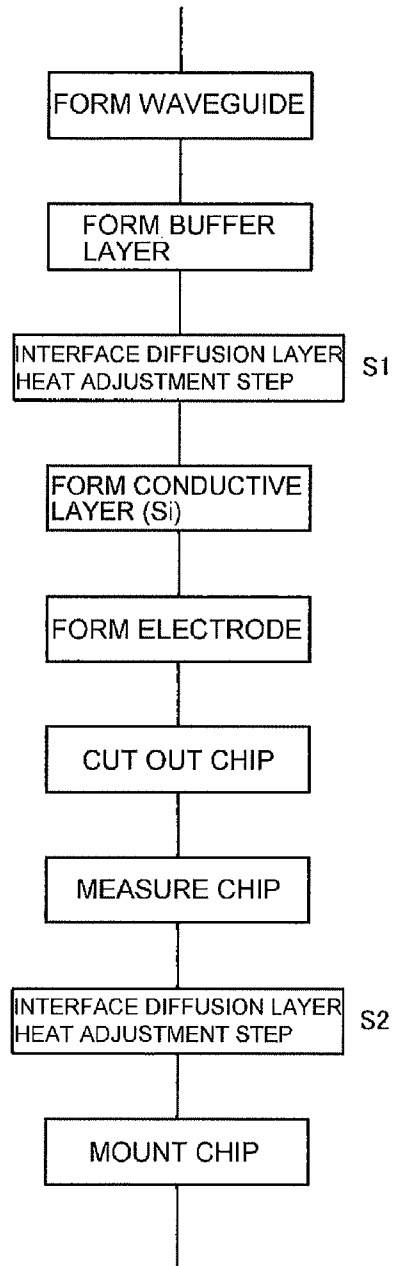 FORM WAVEGUIDE
FORM BUFFER
LAYER
INTERFACE DIFFUSION LAYER
HEAT ADJUSTMENT STEP
S1
FORM CONDUCTIVE
LAYER (Si)
FORM ELECTRODE
CUT OUT CHIP
MEASURE CHIP
INTERFACE DIFFUSION LAYER
HEAT ADJUSTMENT STEP
S2
MOUNT CHIP